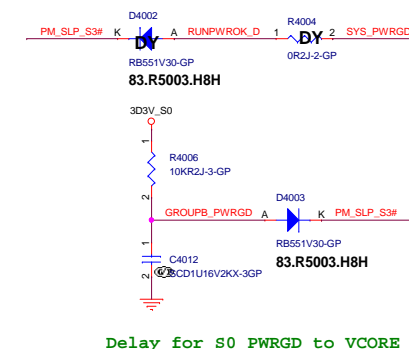 D4002
R4004
PM_SLP_S3# K DY A RUNPWROK_D 1 DY 2 SYS_PWRGD
RB551V30-GP
0R2J-2-GP
83.R5003.H8H
3D3V_S0
1
R4006
10KR2J-3-GP
2
D4003
GROUPB_PWRGD A K PM_SLP_S3#
1
RB551V30-GP
C4012
83.R5003.H8H
2
SCD1U16V2KX-3GP
Delay for S0 PWRGD to VCORE